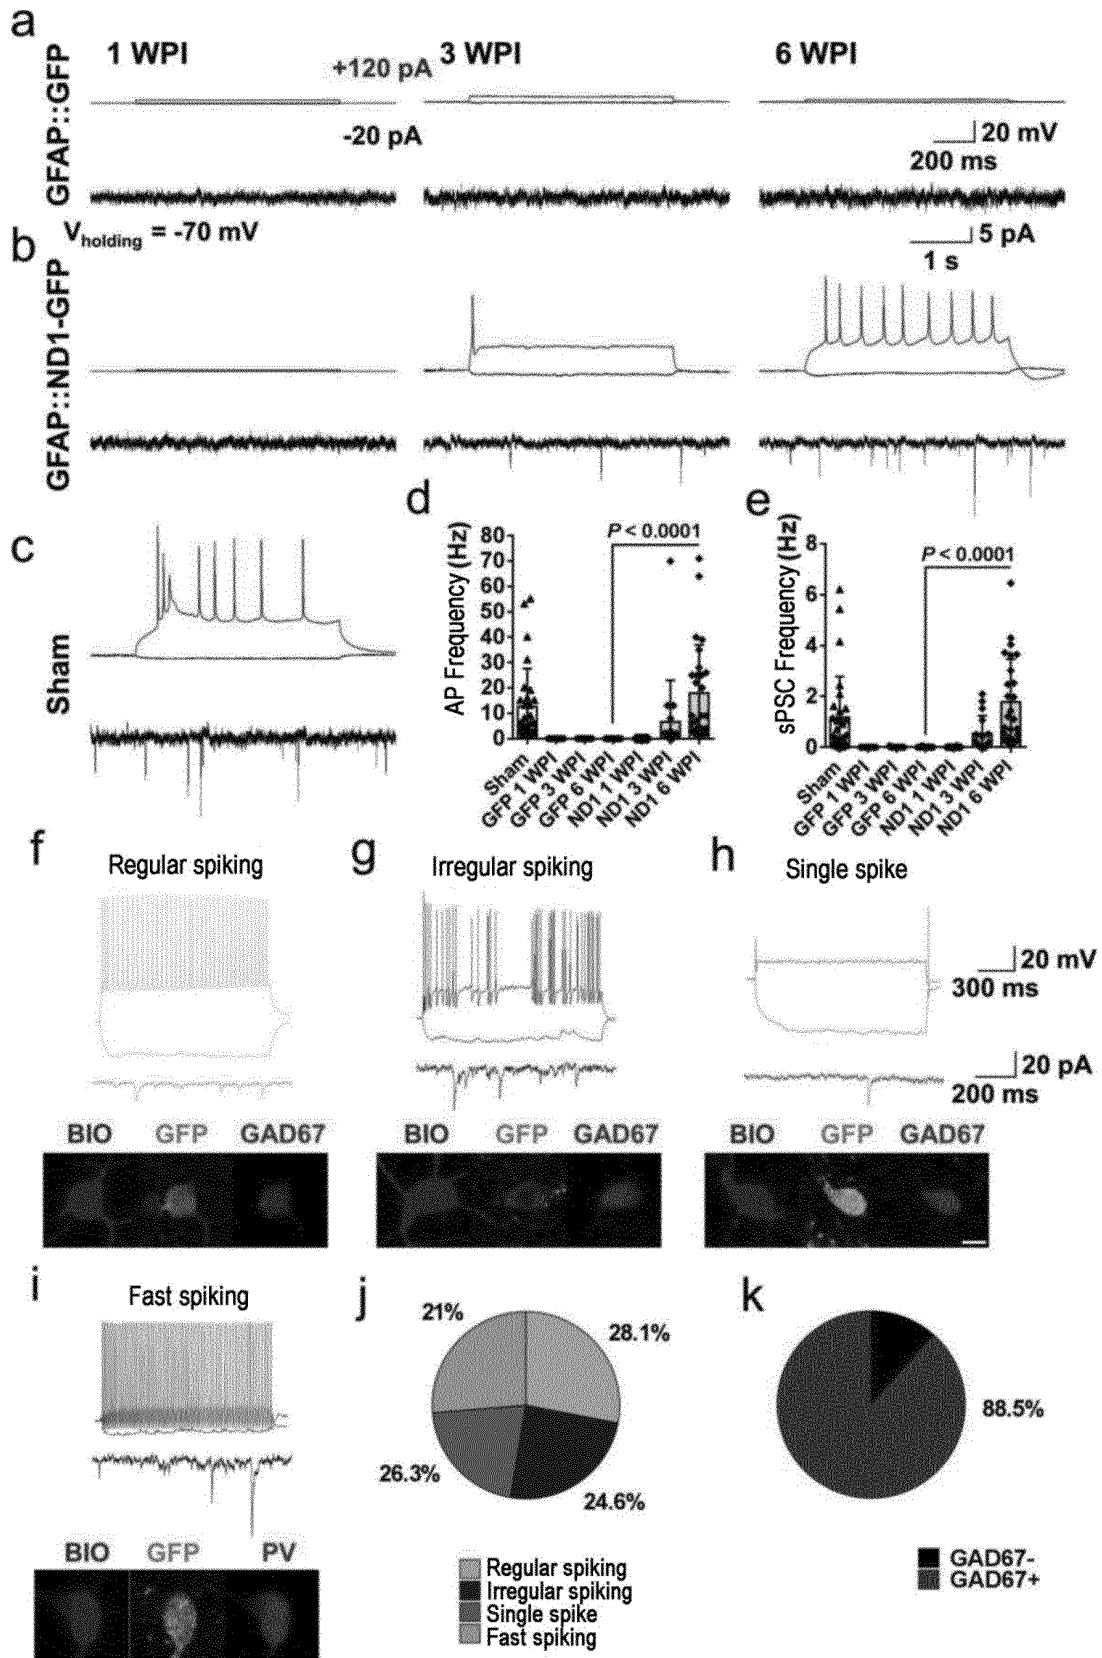 a
1 WPI
3 WPI
6 WPI
GFAP::GFP
+120 pA
-20 pA
20 mV
200 ms
Vholding = -70 mV
5 pA
1 s
b
GFAP::ND1-GFP
c
Sham
d
AP Frequency (Hz)
80
70
60
50
40
30
20
10
0
P < 0.0001
Sham
GFP 1 WPI
GFP 3 WPI
GFP 6 WPI
ND1 1 WPI
ND1 3 WPI
ND1 6 WPI
e
sPSC Frequency (Hz)
8
6
4
2
0
P < 0.0001
Sham
GFP 1 WPI
GFP 3 WPI
GFP 6 WPI
ND1 1 WPI
ND1 3 WPI
ND1 6 WPI
f
Regular spiking
BIO GFP GAD67
g
Irregular spiking
BIO GFP GAD67
h
Single spike
20 mV
300 ms
20 pA
200 ms
BIO GFP GAD67
i
Fast spiking
BIO GFP PV
j
21%
28.1%
26.3%
24.6%
Regular spiking
Irregular spiking
Single spike
Fast spiking
k
88.5%
GAD67-
GAD67+